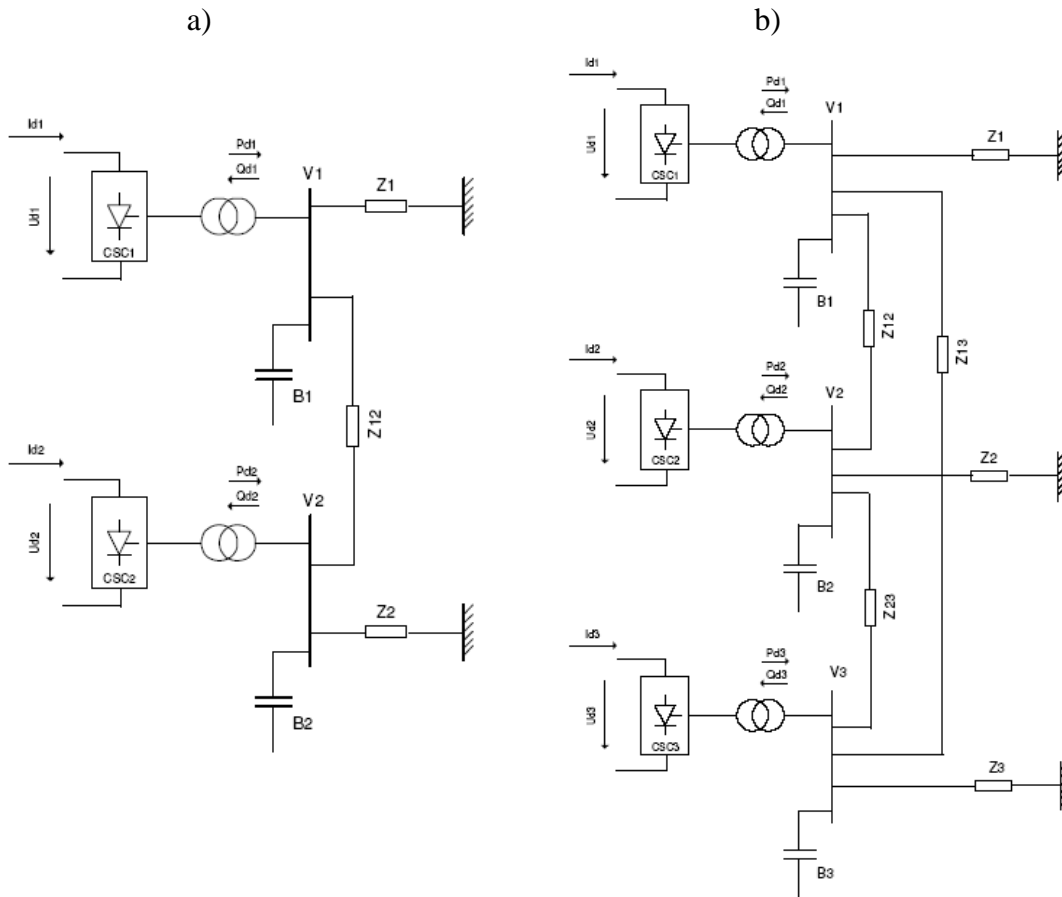 a)
Id1
Ud1
CSC1
Pd1
Qd1
V1
Z1
B1
Z12
Id2
Ud2
CSC2
Pd2
Qd2
V2
Z2
B2
b)
Id1
Ud1
CSC1
Pd1
Qd1
V1
Z1
B1
Z12
Z13
Id2
Ud2
CSC2
Pd2
Qd2
V2
Z2
B2
Z23
Id3
Ud3
CSC3
Pd3
Qd3
V3
Z3
B3